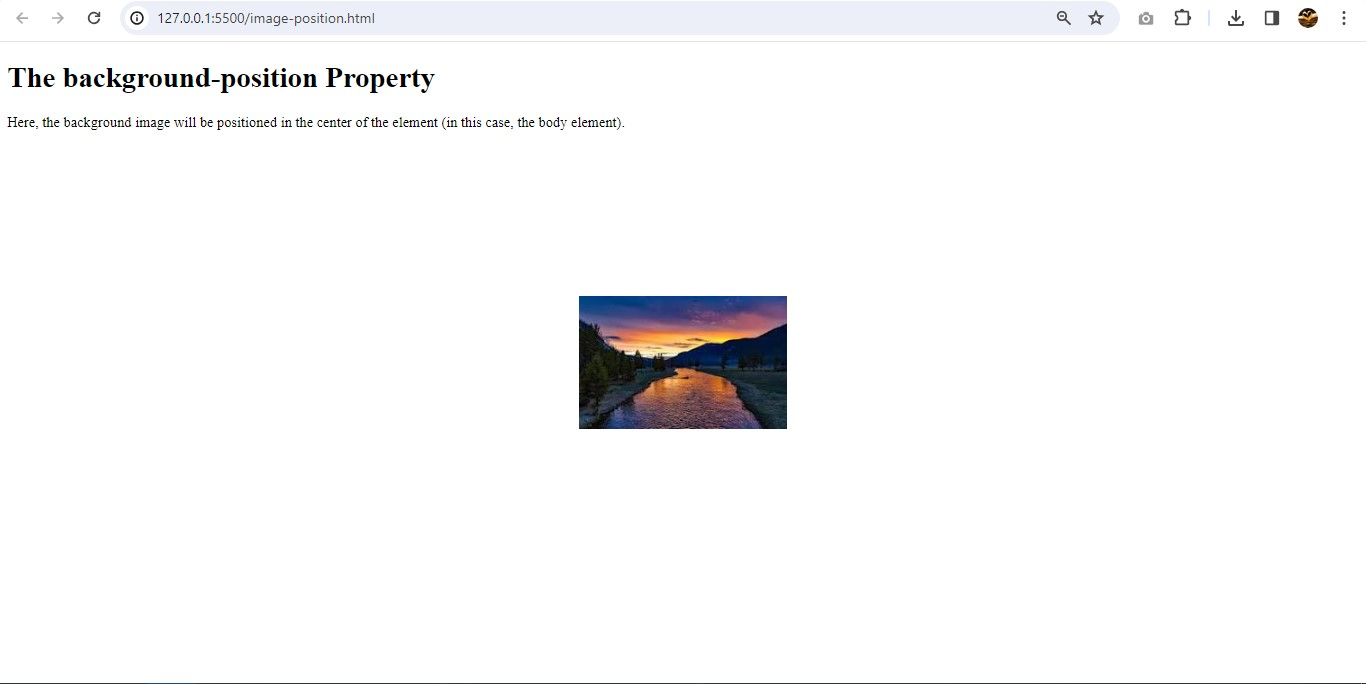 127.0.0.1:5500/image-position.html
The background-position Property
Here, the background image will be positioned in the center of the element (in this case, the body element).